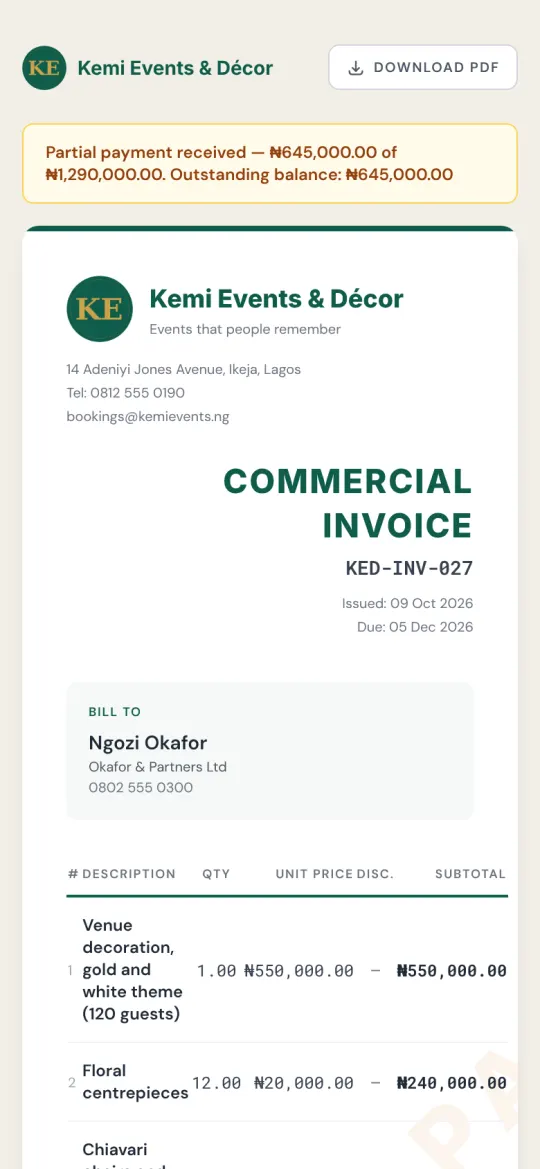 KE Kemi Events & Décor
DOWNLOAD PDF
Partial payment received — ₦645,000.00 of
₦1,290,000.00. Outstanding balance: ₦645,000.00
KE Kemi Events & Décor
Events that people remember
14 Adeniyi Jones Avenue, Ikeja, Lagos
Tel: 0812 555 0190
bookings@kemievents.ng
COMMERCIAL
INVOICE
KED-INV-027
Issued: 09 Oct 2026
Due: 05 Dec 2026
BILL TO
Ngozi Okafor
Okafor & Partners Ltd
0802 555 0300
# DESCRIPTION QTY UNIT PRICE DISC. SUBTOTAL
Venue
decoration,
1 gold and 1.00 ₦550,000.00 — ₦550,000.00
white theme
(120 guests)
2 Floral
centrepieces 12.00 ₦20,000.00 — ₦240,000.00
Chiavari
PA